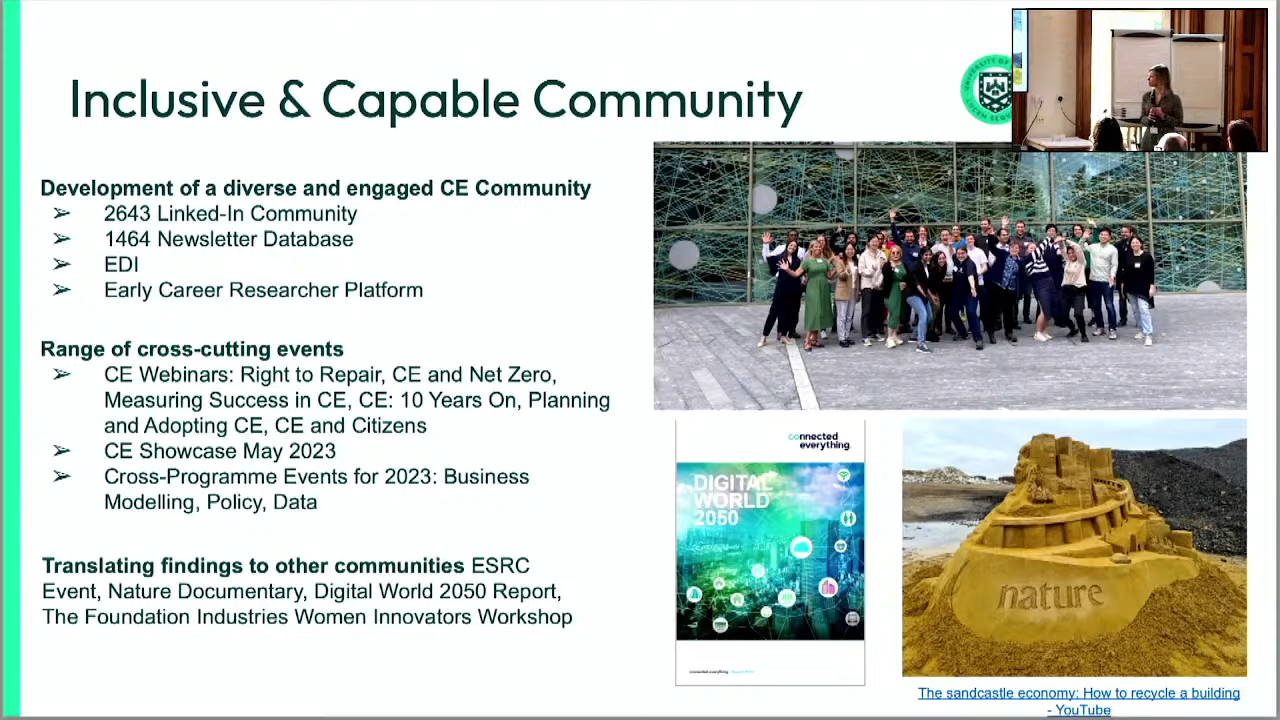 Inclusive & Capable Community
UNIVERSITY OF
Development of a diverse and engaged CE Community
➢ 2643 Linked-In Community
➢ 1464 Newsletter Database
➢ EDI
➢ Early Career Researcher Platform
Range of cross-cutting events
➢ CE Webinars: Right to Repair, CE and Net Zero,
Measuring Success in CE, CE: 10 Years On, Planning
and Adopting CE, CE and Citizens
➢ CE Showcase May 2023
➢ Cross-Programme Events for 2023: Business
Modelling, Policy, Data
Translating findings to other communities ESRC
Event, Nature Documentary, Digital World 2050 Report,
The Foundation Industries Women Innovators Workshop
connected
everything
DIGITAL
WORLD
2050
connected everything
nature
The sandcastle economy: How to recycle a building
- YouTube